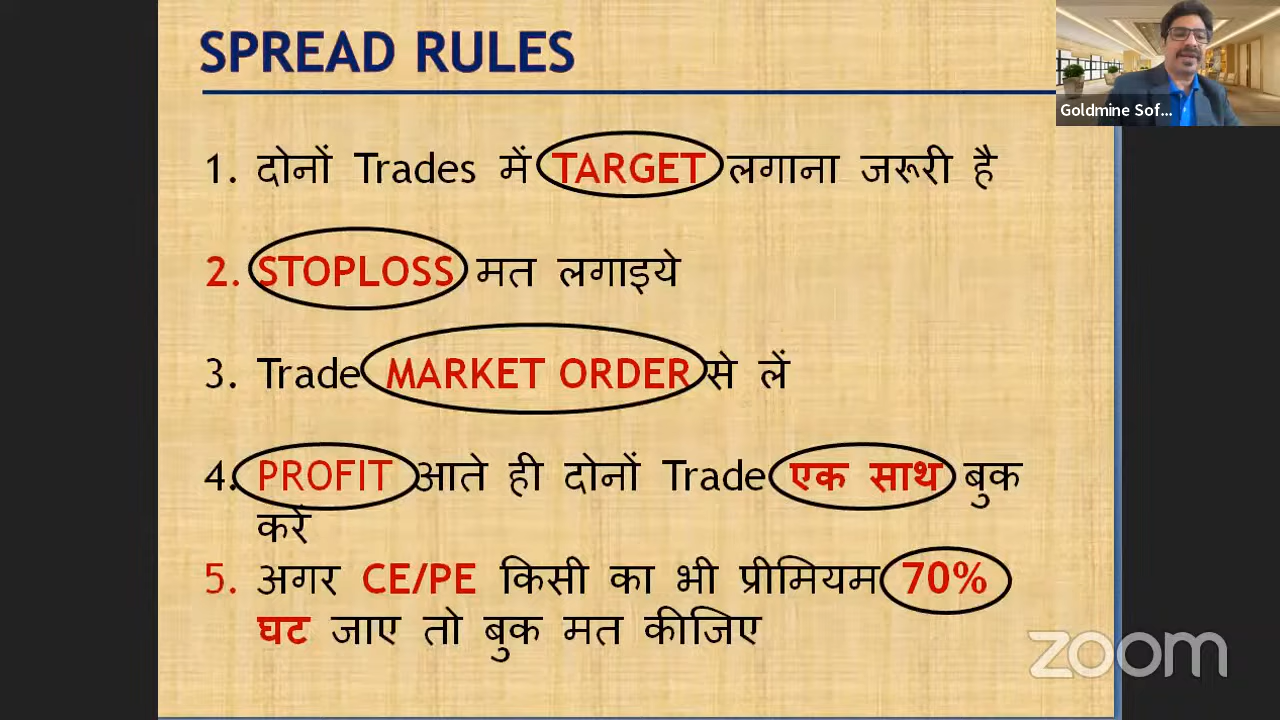 SPREAD RULES
Goldmine Sof...
1. दोनों Trades में TARGET लगाना जरूरी है
2. STOPLOSS मत लगाइये
3. Trade MARKET ORDER से लें
4. PROFIT आते ही दोनों Trade एक साथ बुक
करें
5. अगर CE/PE किसी का भी प्रीमियम 70%
घट जाए तो बुक मत कीजिए
zoom